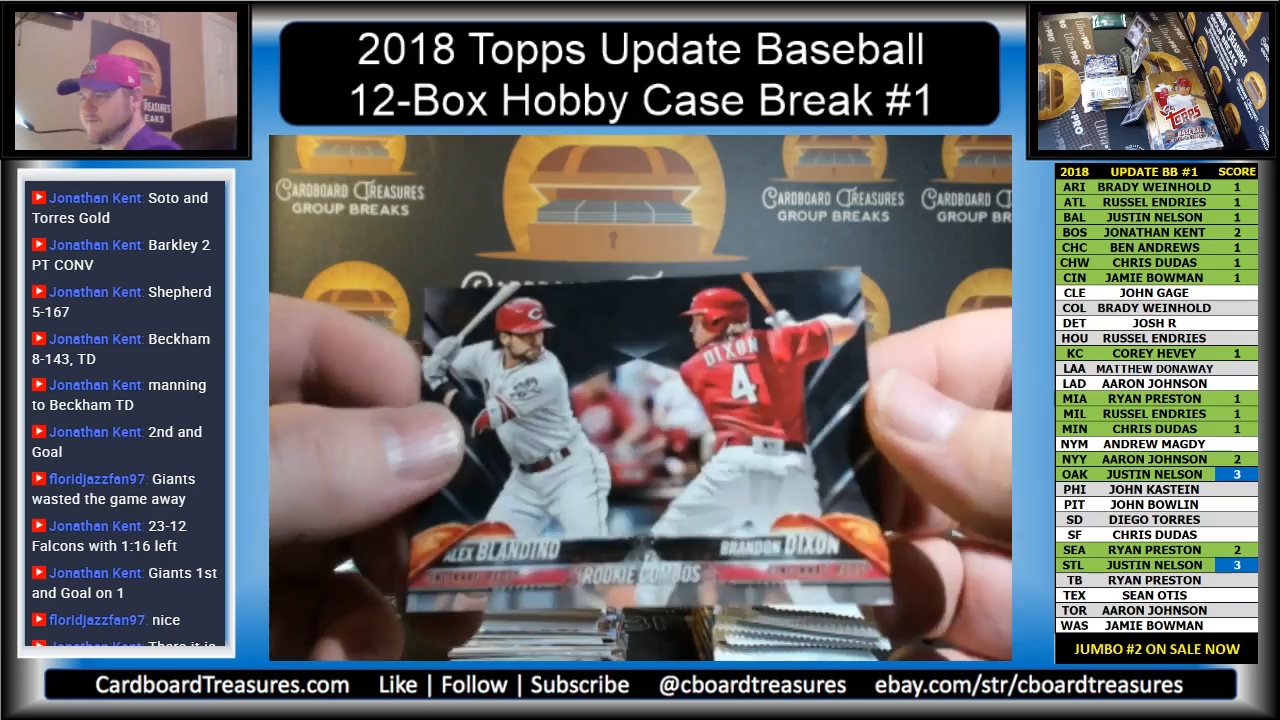 2018 Topps Update Baseball
12-Box Hobby Case Break #1
TREASURES
BREAKS
TOPPS
BASEBALL
Jonathan Kent: Soto and
Torres Gold
Jonathan Kent: Barkley 2
PT CONV
Jonathan Kent: Shepherd
5-167
Jonathan Kent: Beckham
8-143, TD
Jonathan Kent: manning
to Beckham TD
Jonathan Kent: 2nd and
Goal
floridjazzfan97: Giants
wasted the game away
Jonathan Kent: 23-12
Falcons with 1:16 left
Jonathan Kent: Giants 1st
and Goal on 1
floridjazzfan97: nice
CARDBOARD TREASURES
GROUP BREAKS
CARDBOARD TREASURES
GROUP BREAKS
CARDBOARD T
GROUP BR
DIXON
4
ALEX BLANDINO
BRANDON DIXON
ROOKIE COMBOS
2018 UPDATE BB #1 SCORE
ARI BRADY WEINHOLD 1
ATL RUSSEL ENDRIES 1
BAL JUSTIN NELSON 1
BOS JONATHAN KENT 2
CHC BEN ANDREWS 1
CHW CHRIS DUDAS 1
CIN JAMIE BOWMAN 1
CLE JOHN GAGE
COL BRADY WEINHOLD
DET JOSH R
HOU RUSSEL ENDRIES
KC COREY HEVEY 1
LAA MATTHEW DONAWAY
LAD AARON JOHNSON
MIA RYAN PRESTON 1
MIL RUSSEL ENDRIES 1
MIN CHRIS DUDAS 1
NYM ANDREW MAGDY
NYY AARON JOHNSON 2
OAK JUSTIN NELSON 3
PHI JOHN KASTEIN
PIT JOHN BOWLIN
SD DIEGO TORRES
SF CHRIS DUDAS
SEA RYAN PRESTON 2
STL JUSTIN NELSON 3
TB RYAN PRESTON
TEX SEAN OTIS
TOR AARON JOHNSON
WAS JAMIE BOWMAN
JUMBO #2 ON SALE NOW
CardboardTreasures.com Like | Follow | Subscribe @cboardtreasures ebay.com/str/cboardtreasures